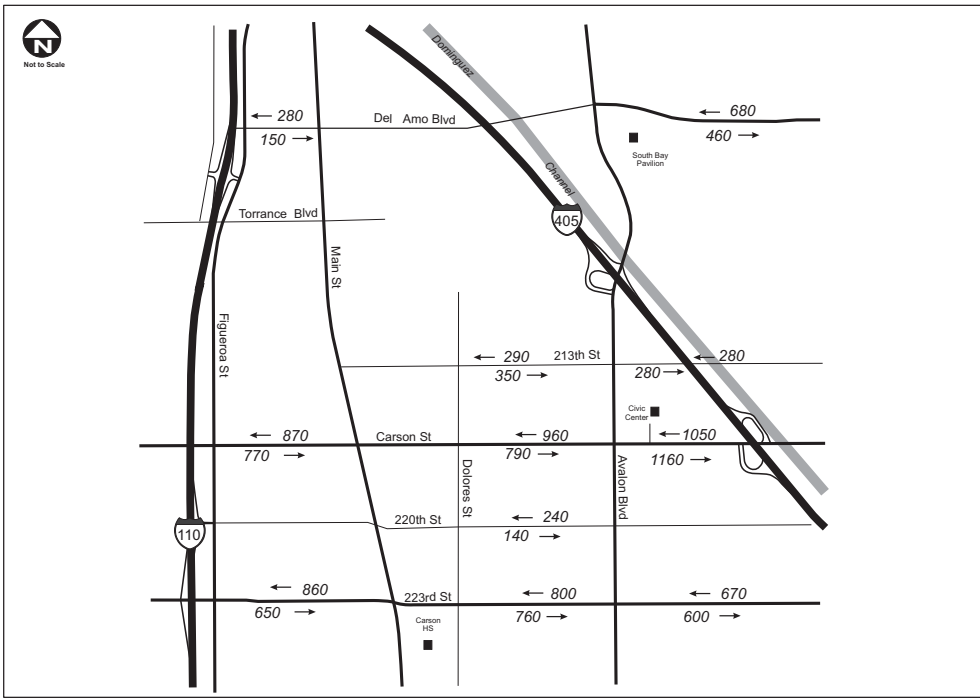 N
Not to Scale
Dominguez
← 280
Del Amo Blvd
150 →
← 680
460 →
South Bay
Pavilion
Channel
Torrance Blvd
405
Main St
Figueroa St
← 290
213th St
← 280
350 →
280 →
Civic
Center
← 870
Carson St
← 960
← 1050
770 →
790 →
1160 →
Dolores St
Avalon Blvd
220th St
← 240
140 →
110
← 860
223rd St
← 800
← 670
650 →
760 →
600 →
Carson
HS